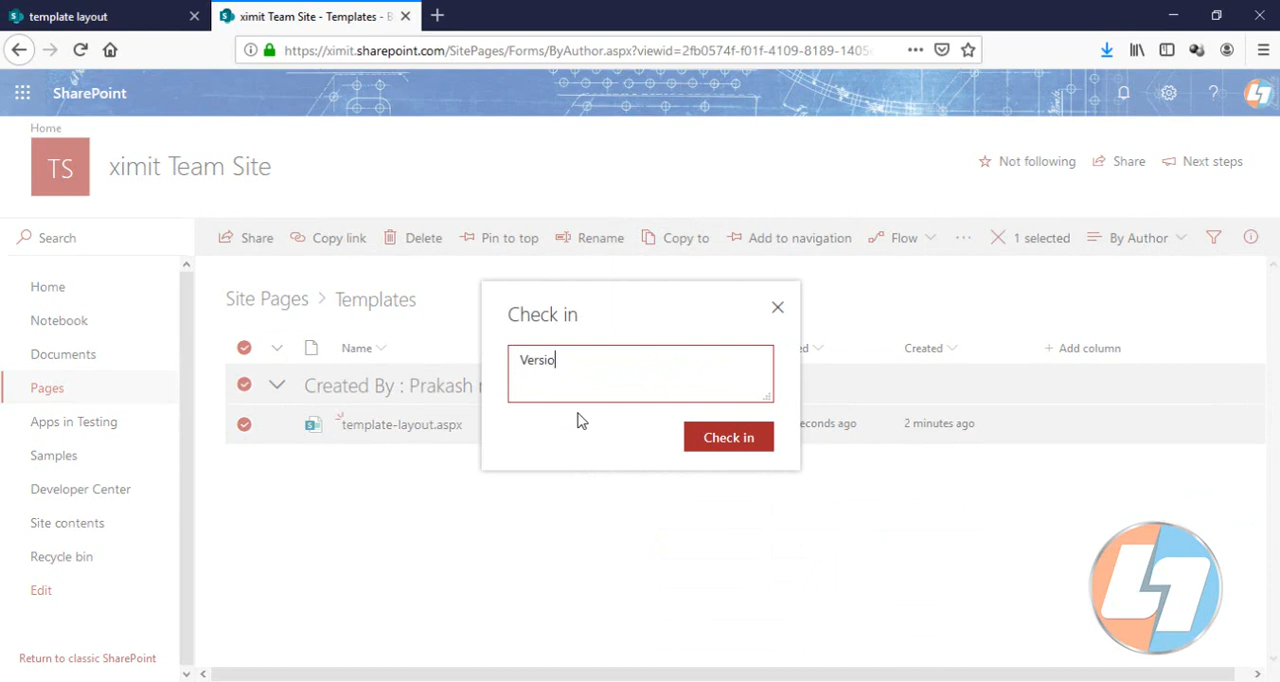 template layout
ximit Team Site - Templates - B
https://ximit.sharepoint.com/SitePages/Forms/ByAuthor.aspx?viewid=2fb0574f-f01f-4109-8189-1405
SharePoint
?
Home
TS
ximit Team Site
Not following
Share
Next steps
Search
Share
Copy link
Delete
Pin to top
Rename
Copy to
Add to navigation
Flow
1 selected
By Author
Home
Notebook
Documents
Pages
Apps in Testing
Samples
Developer Center
Site contents
Recycle bin
Edit
Return to classic SharePoint
Site Pages > Templates
Name
ed
Created
+ Add column
Created By : Prakash
template-layout.aspx
econds ago
2 minutes ago
Check in
Versio
Check in